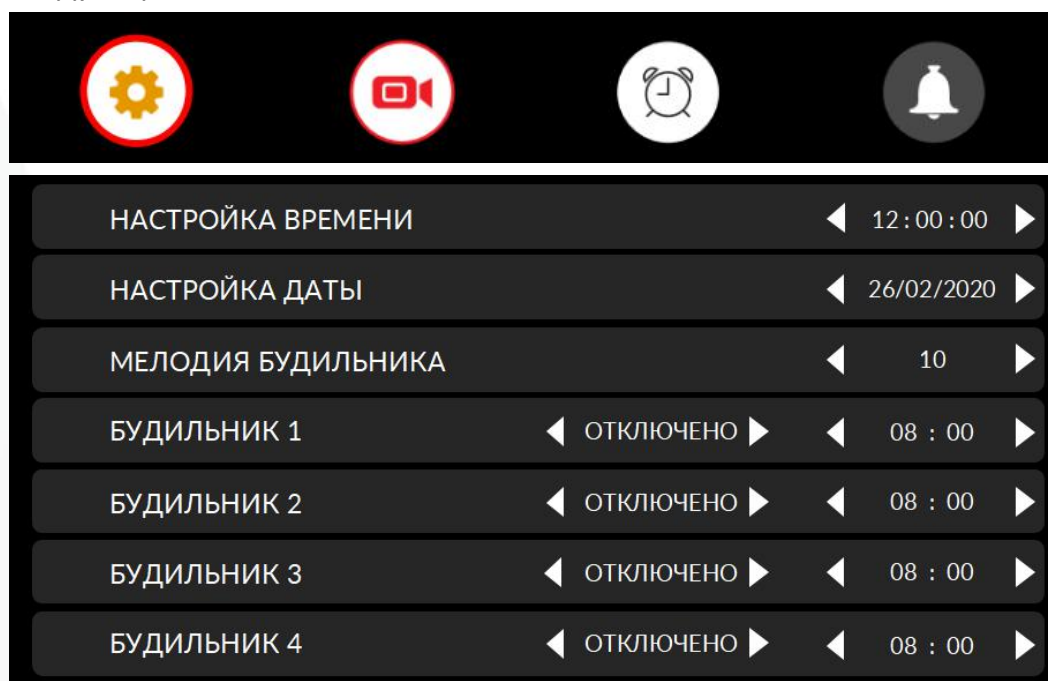 НАСТРОЙКА ВРЕМЕНИ 12:00:00
НАСТРОЙКА ДАТЫ 26/02/2020
МЕЛОДИЯ БУДИЛЬНИКА 10
БУДИЛЬНИК 1 ОТКЛЮЧЕНО 08 : 00
БУДИЛЬНИК 2 ОТКЛЮЧЕНО 08 : 00
БУДИЛЬНИК 3 ОТКЛЮЧЕНО 08 : 00
БУДИЛЬНИК 4 ОТКЛЮЧЕНО 08 : 00